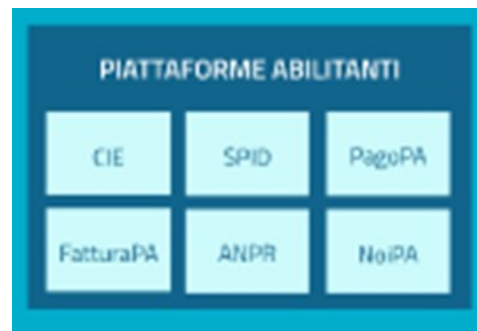 PIATTAFORME ABILITANTI
CIE SPID PagoPA
FatturaPA ANPR NoiPA